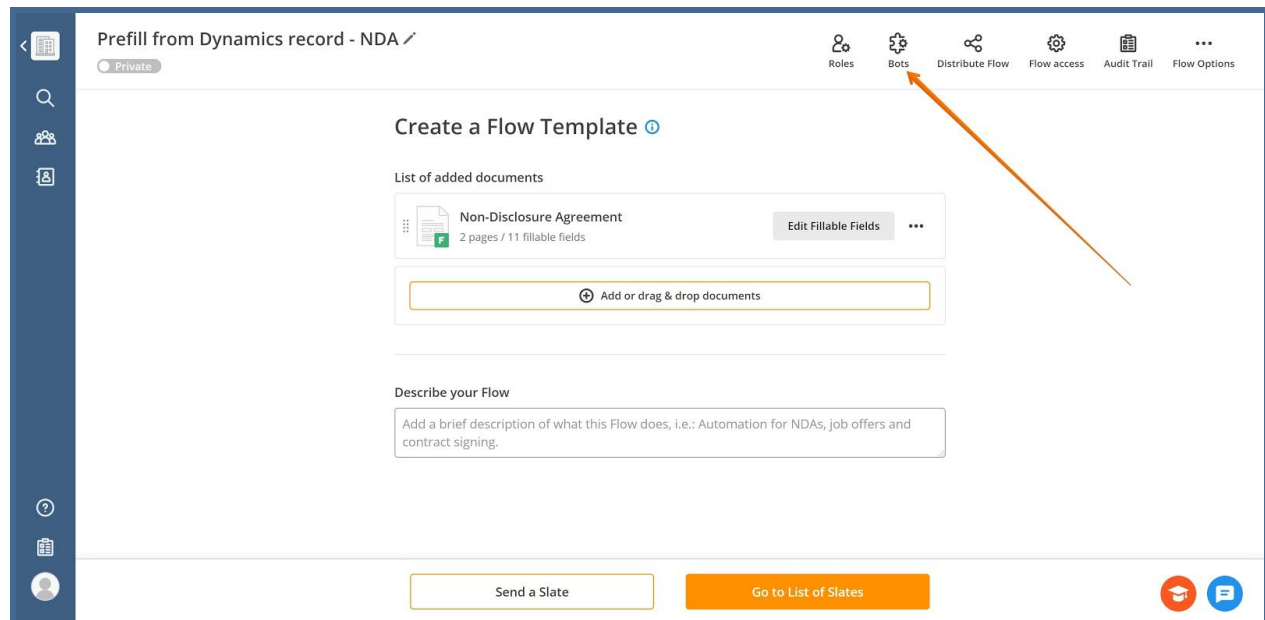 Prefill from Dynamics record - NDA
Private
Roles
Bots
Distribute Flow
Flow access
Audit Trail
Flow Options
Create a Flow Template
List of added documents
Non-Disclosure Agreement
2 pages / 11 fillable fields
F
Edit Fillable Fields
Add or drag & drop documents
Describe your Flow
Add a brief description of what this Flow does, i.e.: Automation for NDAs, job offers and
contract signing.
Send a Slate
Go to List of Slates